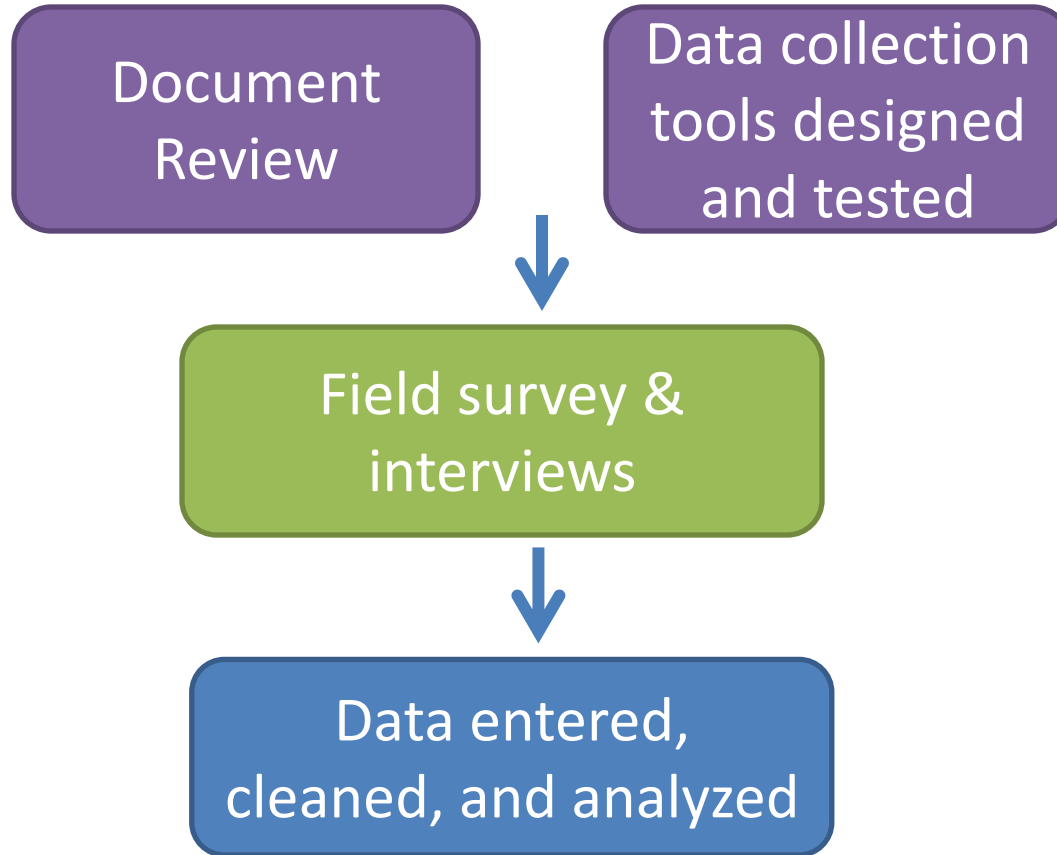 Document
Review
Data collection
tools designed
and tested
Field survey &
interviews
Data entered,
cleaned, and analyzed